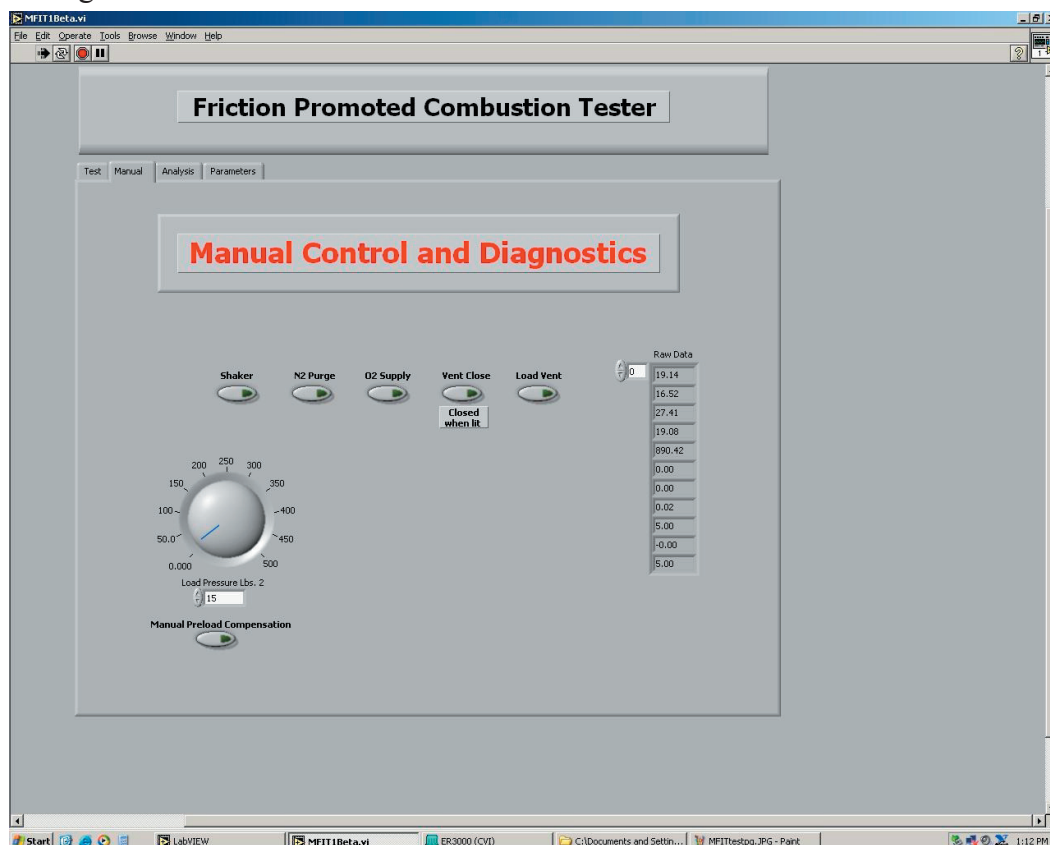 MFIT1Beta.vi
File Edit Operate Tools Browse Window Help
Friction Promoted Combustion Tester
Test Manual Analysis Parameters
Manual Control and Diagnostics
Raw Data
Shaker N2 Purge O2 Supply Vent Close Load Vent 0 19.14
16.52
Closed
when lit
27.41
19.08
890.42
0.00
0.00
0.02
5.00
-0.00
5.00
200 250 300
150 350
100 400
50.0 450
0.000 500
Load Pressure Lbs. 2
15
Manual Preload Compensation
Start LabVIEW MFIT1Beta.vi ER3000 (CVI) C:\Documents and Settin... MFITtestpg.JPG - Paint 1:12 PM